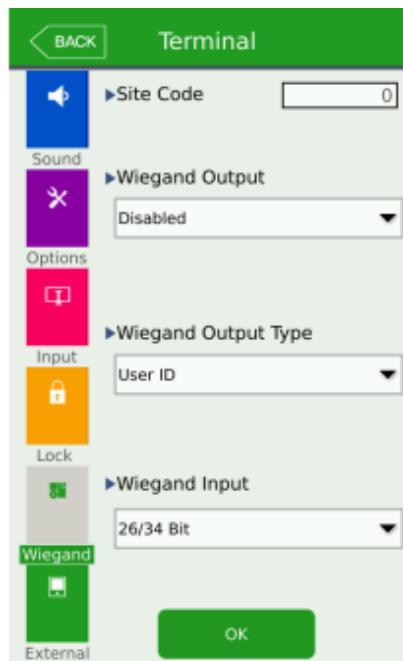 BACK
Terminal
Site Code
0
Sound
Wiegand Output
Disabled
Options
Input
Wiegand Output Type
User ID
Lock
Wiegand Input
26/34 Bit
Wiegand
External
OK